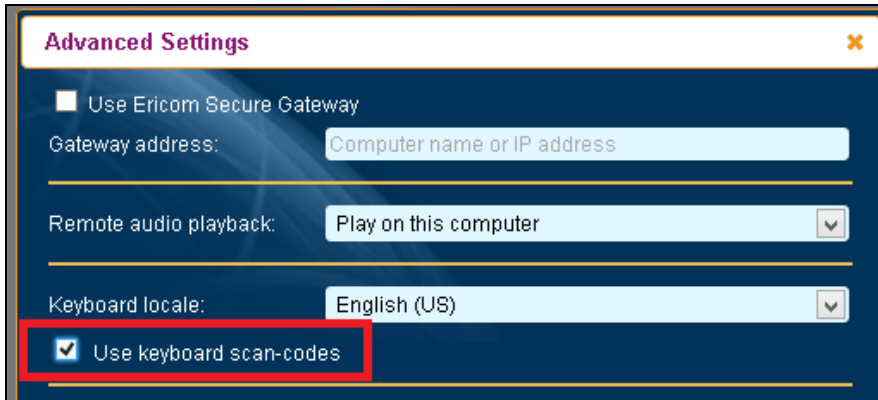 Advanced Settings
Use Ericom Secure Gateway
Gateway address: Computer name or IP address
Remote audio playback: Play on this computer
Keyboard locale: English (US)
Use keyboard scan-codes